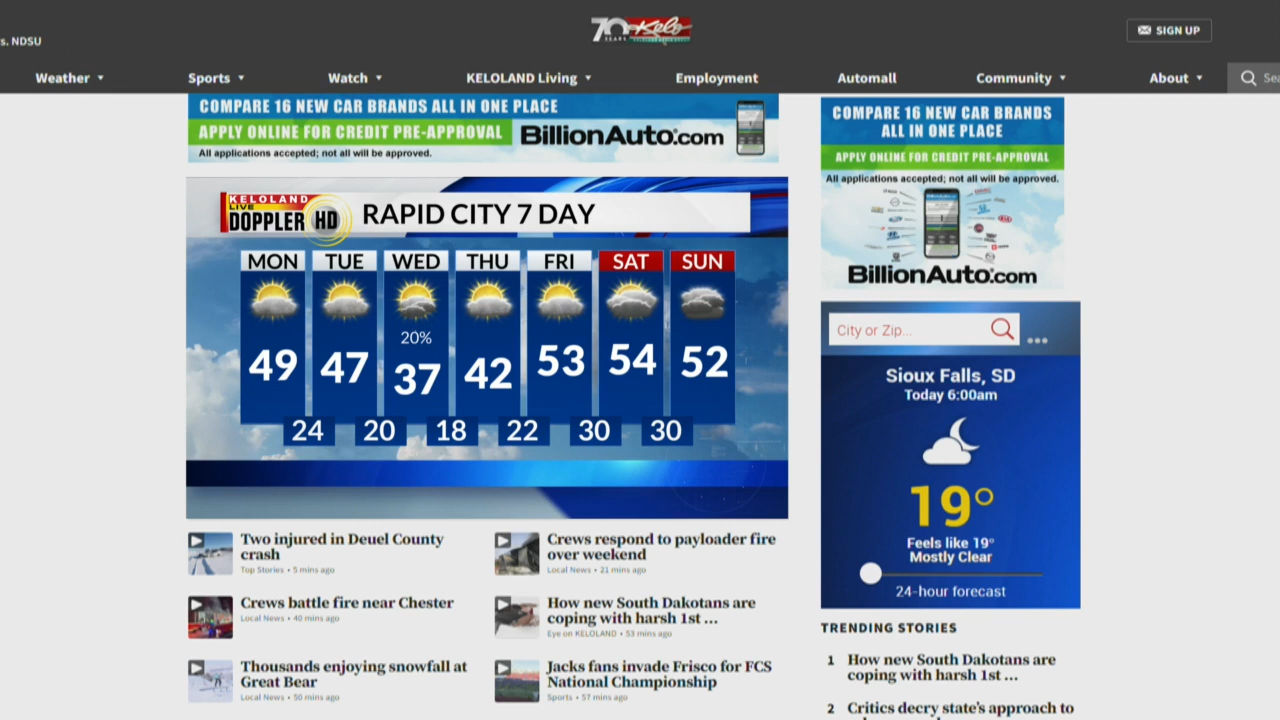 s. NDSU
70 YEARS Kelo
SIGN UP
Weather
Sports
Watch
KELOLAND Living
Employment
Automall
Community
About
Sea
COMPARE 16 NEW CAR BRANDS ALL IN ONE PLACE
APPLY ONLINE FOR CREDIT PRE-APPROVAL
BillionAuto.com
All applications accepted; not all will be approved.
KELOLAND
LIVE
DOPPLER HD
RAPID CITY 7 DAY
MON TUE WED THU FRI SAT SUN
20%
49 47 37 42 53 54 52
24 20 18 22 30 30
Two injured in Deuel County
crash
Top Stories • 5 mins ago
Crews respond to payloader fire
over weekend
Local News • 21 mins ago
Crews battle fire near Chester
Local News • 40 mins ago
How new South Dakotans are
coping with harsh 1st ...
Eye on KELOLAND • 53 mins ago
Thousands enjoying snowfall at
Great Bear
Local News • 50 mins ago
Jacks fans invade Frisco for FCS
National Championship
Sports • 57 mins ago
COMPARE 16 NEW CAR BRANDS
ALL IN ONE PLACE
APPLY ONLINE FOR CREDIT PRE-APPROVAL
All applications accepted; not all will be approved.
BillionAuto.com
City or Zip...
Sioux Falls, SD
Today 6:00am
19°
Feels like 19°
Mostly Clear
24-hour forecast
TRENDING STORIES
1 How new South Dakotans are
coping with harsh 1st ...
2 Critics decry state's approach to